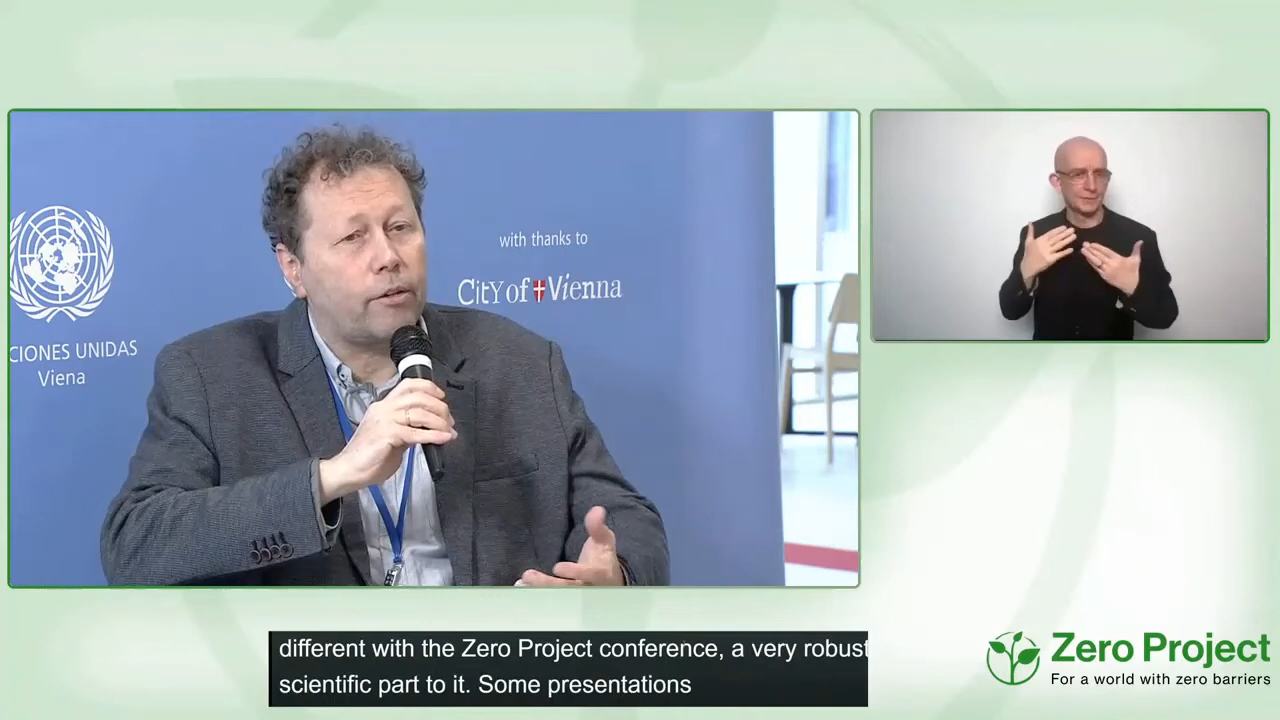 with thanks to
City of Vienna
CIONES UNIDAS
Viena
different with the Zero Project conference, a very robust
scientific part to it. Some presentations
Zero Project
For a world with zero barriers